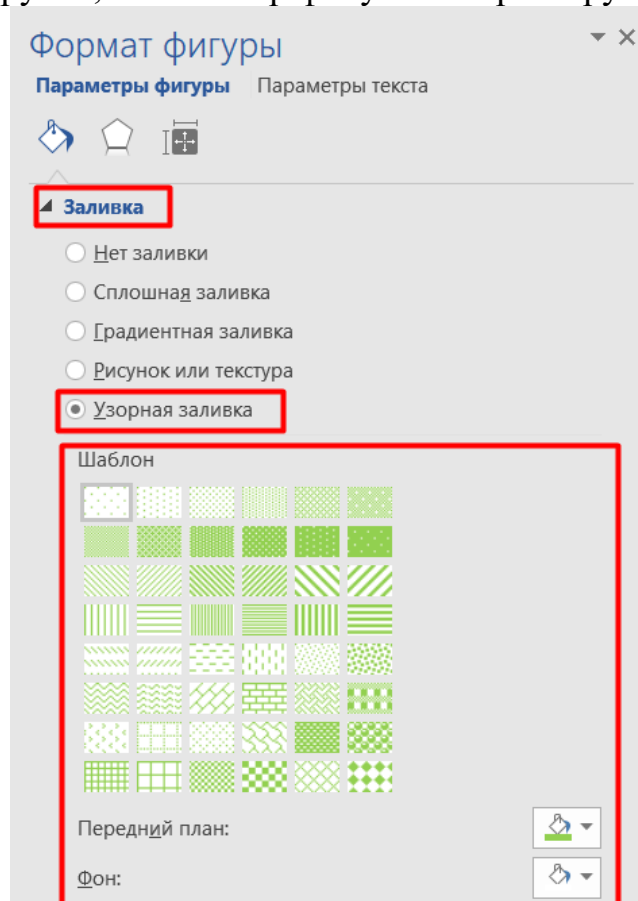 Формат фигуры
Параметры фигуры Параметры текста
Заливка
Нет заливки
Сплошная заливка
Градиентная заливка
Рисунок или текстура
Узорная заливка
Шаблон
Передний план:
Фон: